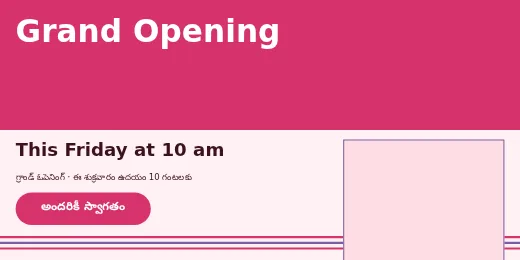 Grand Opening
This Friday at 10 am
గ్రాండ్ ఓపెనింగ్ · ఈ శుక్రవారం ఉదయం 10 గంటలకు
అందరికీ స్వాగతం